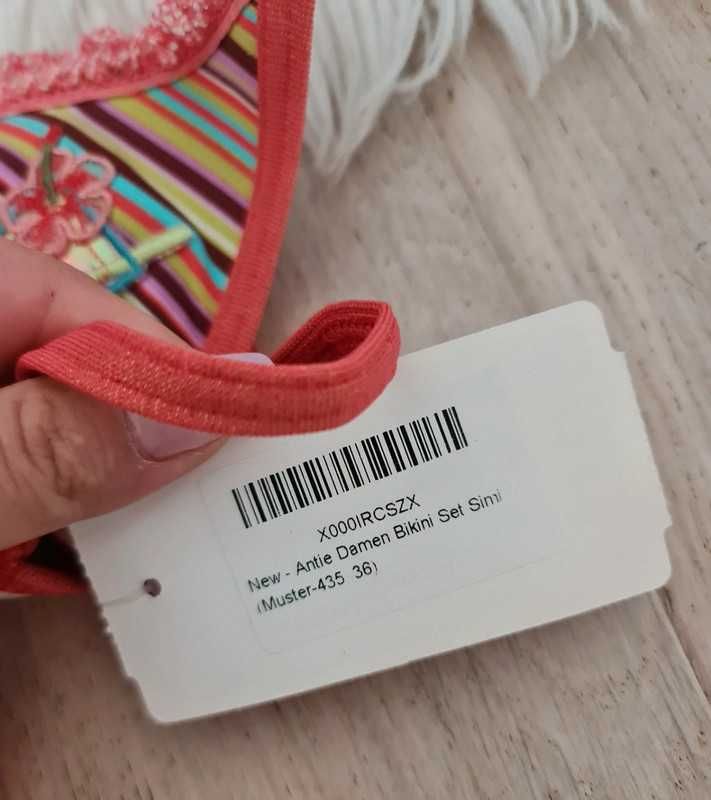 X000IRCSZX
New - Antie Damen Bikini Set Simi
(Muster-435 36)